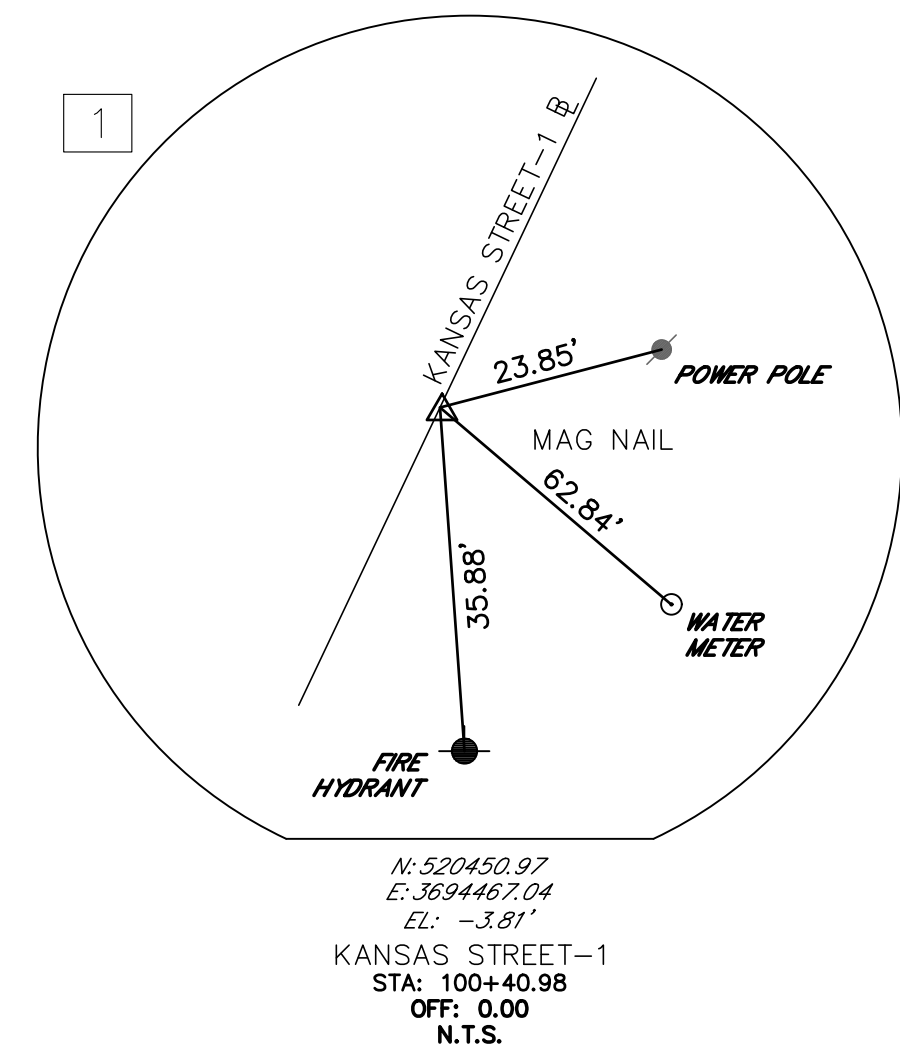 1
KANSAS STREET-1 BL
23.85'
POWER POLE
MAG NAIL
62.84'
35.88'
WATER
METER
FIRE
HYDRANT
N: 520450.97
E: 3694467.04
EL: -3.81'
KANSAS STREET-1
STA: 100+40.98
OFF: 0.00
N.T.S.